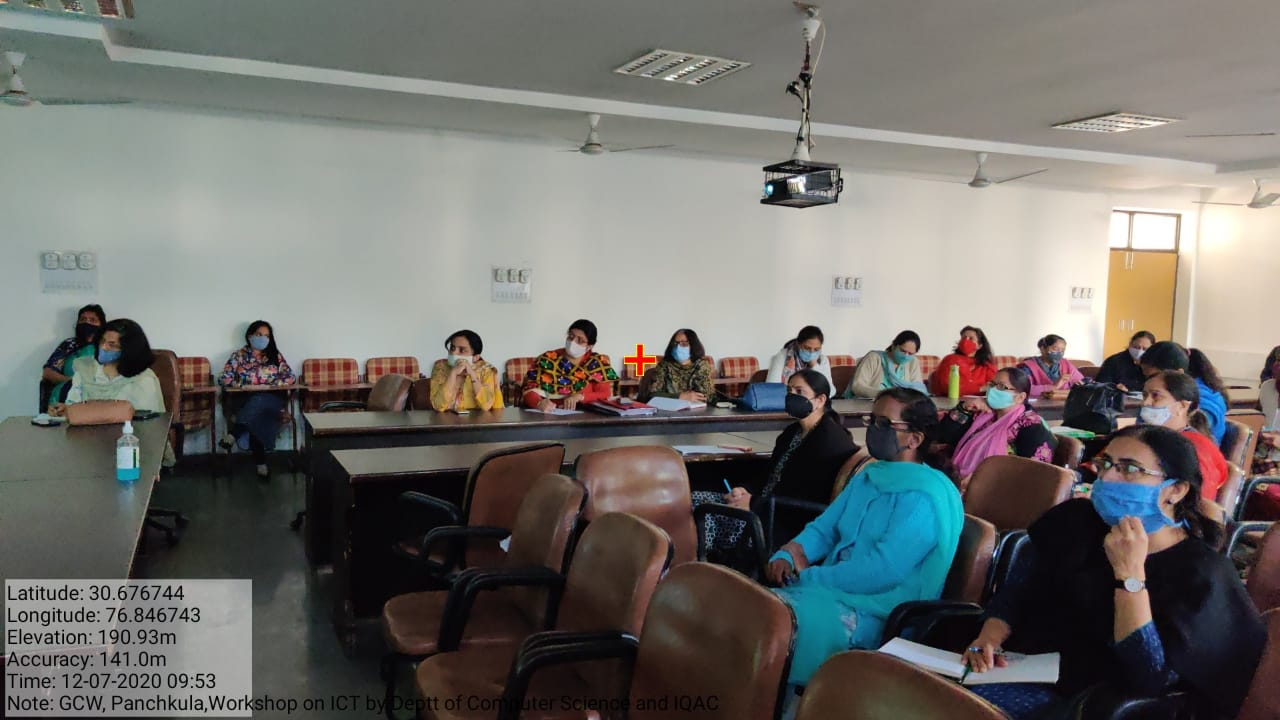 Latitude: 30.676744
Longitude: 76.846743
Elevation: 190.93m
Accuracy: 141.0m
Time: 12-07-2020 09:53
Note: GCW, Panchkula,Workshop on ICT by Deptt of Computer Science and IQAC